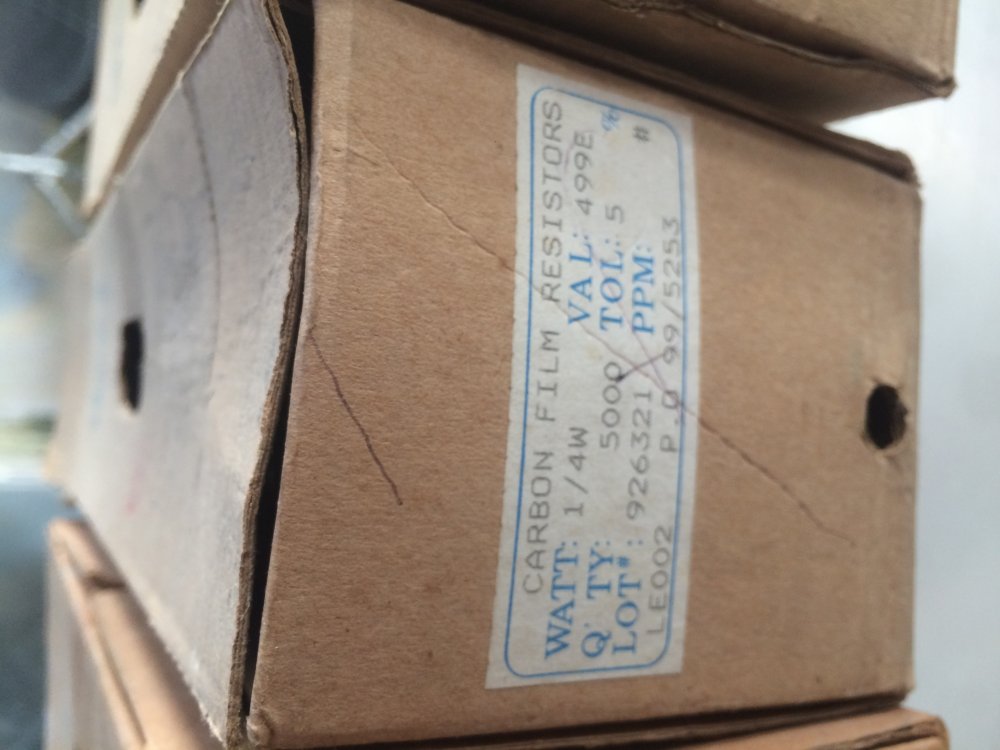 CARBON FILM RESISTORS
WATT: 1/4W VAL: 499E
Q'TY: 5000 TOL: 5 %
LOT#: 926321 PPM: #
LE002 P.O 99/5253